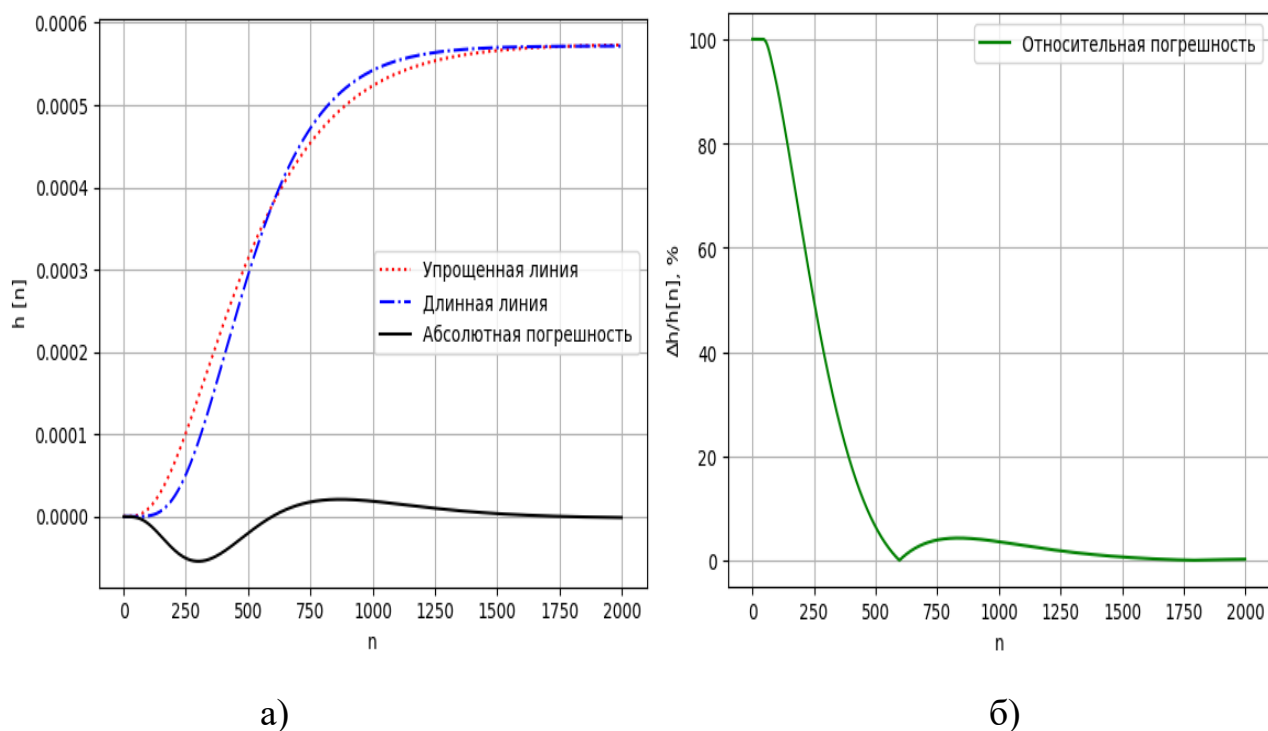 0.0006
0.0005
0.0004
0.0003
0.0002
0.0001
0.0000
h [n]
Упрощенная линия
Длинная линия
Абсолютная погрешность
0 250 500 750 1000 1250 1500 1750 2000
n
а)
100
80
60
40
20
0
Δh/h[n], %
Относительная погрешность
0 250 500 750 1000 1250 1500 1750 2000
n
б)